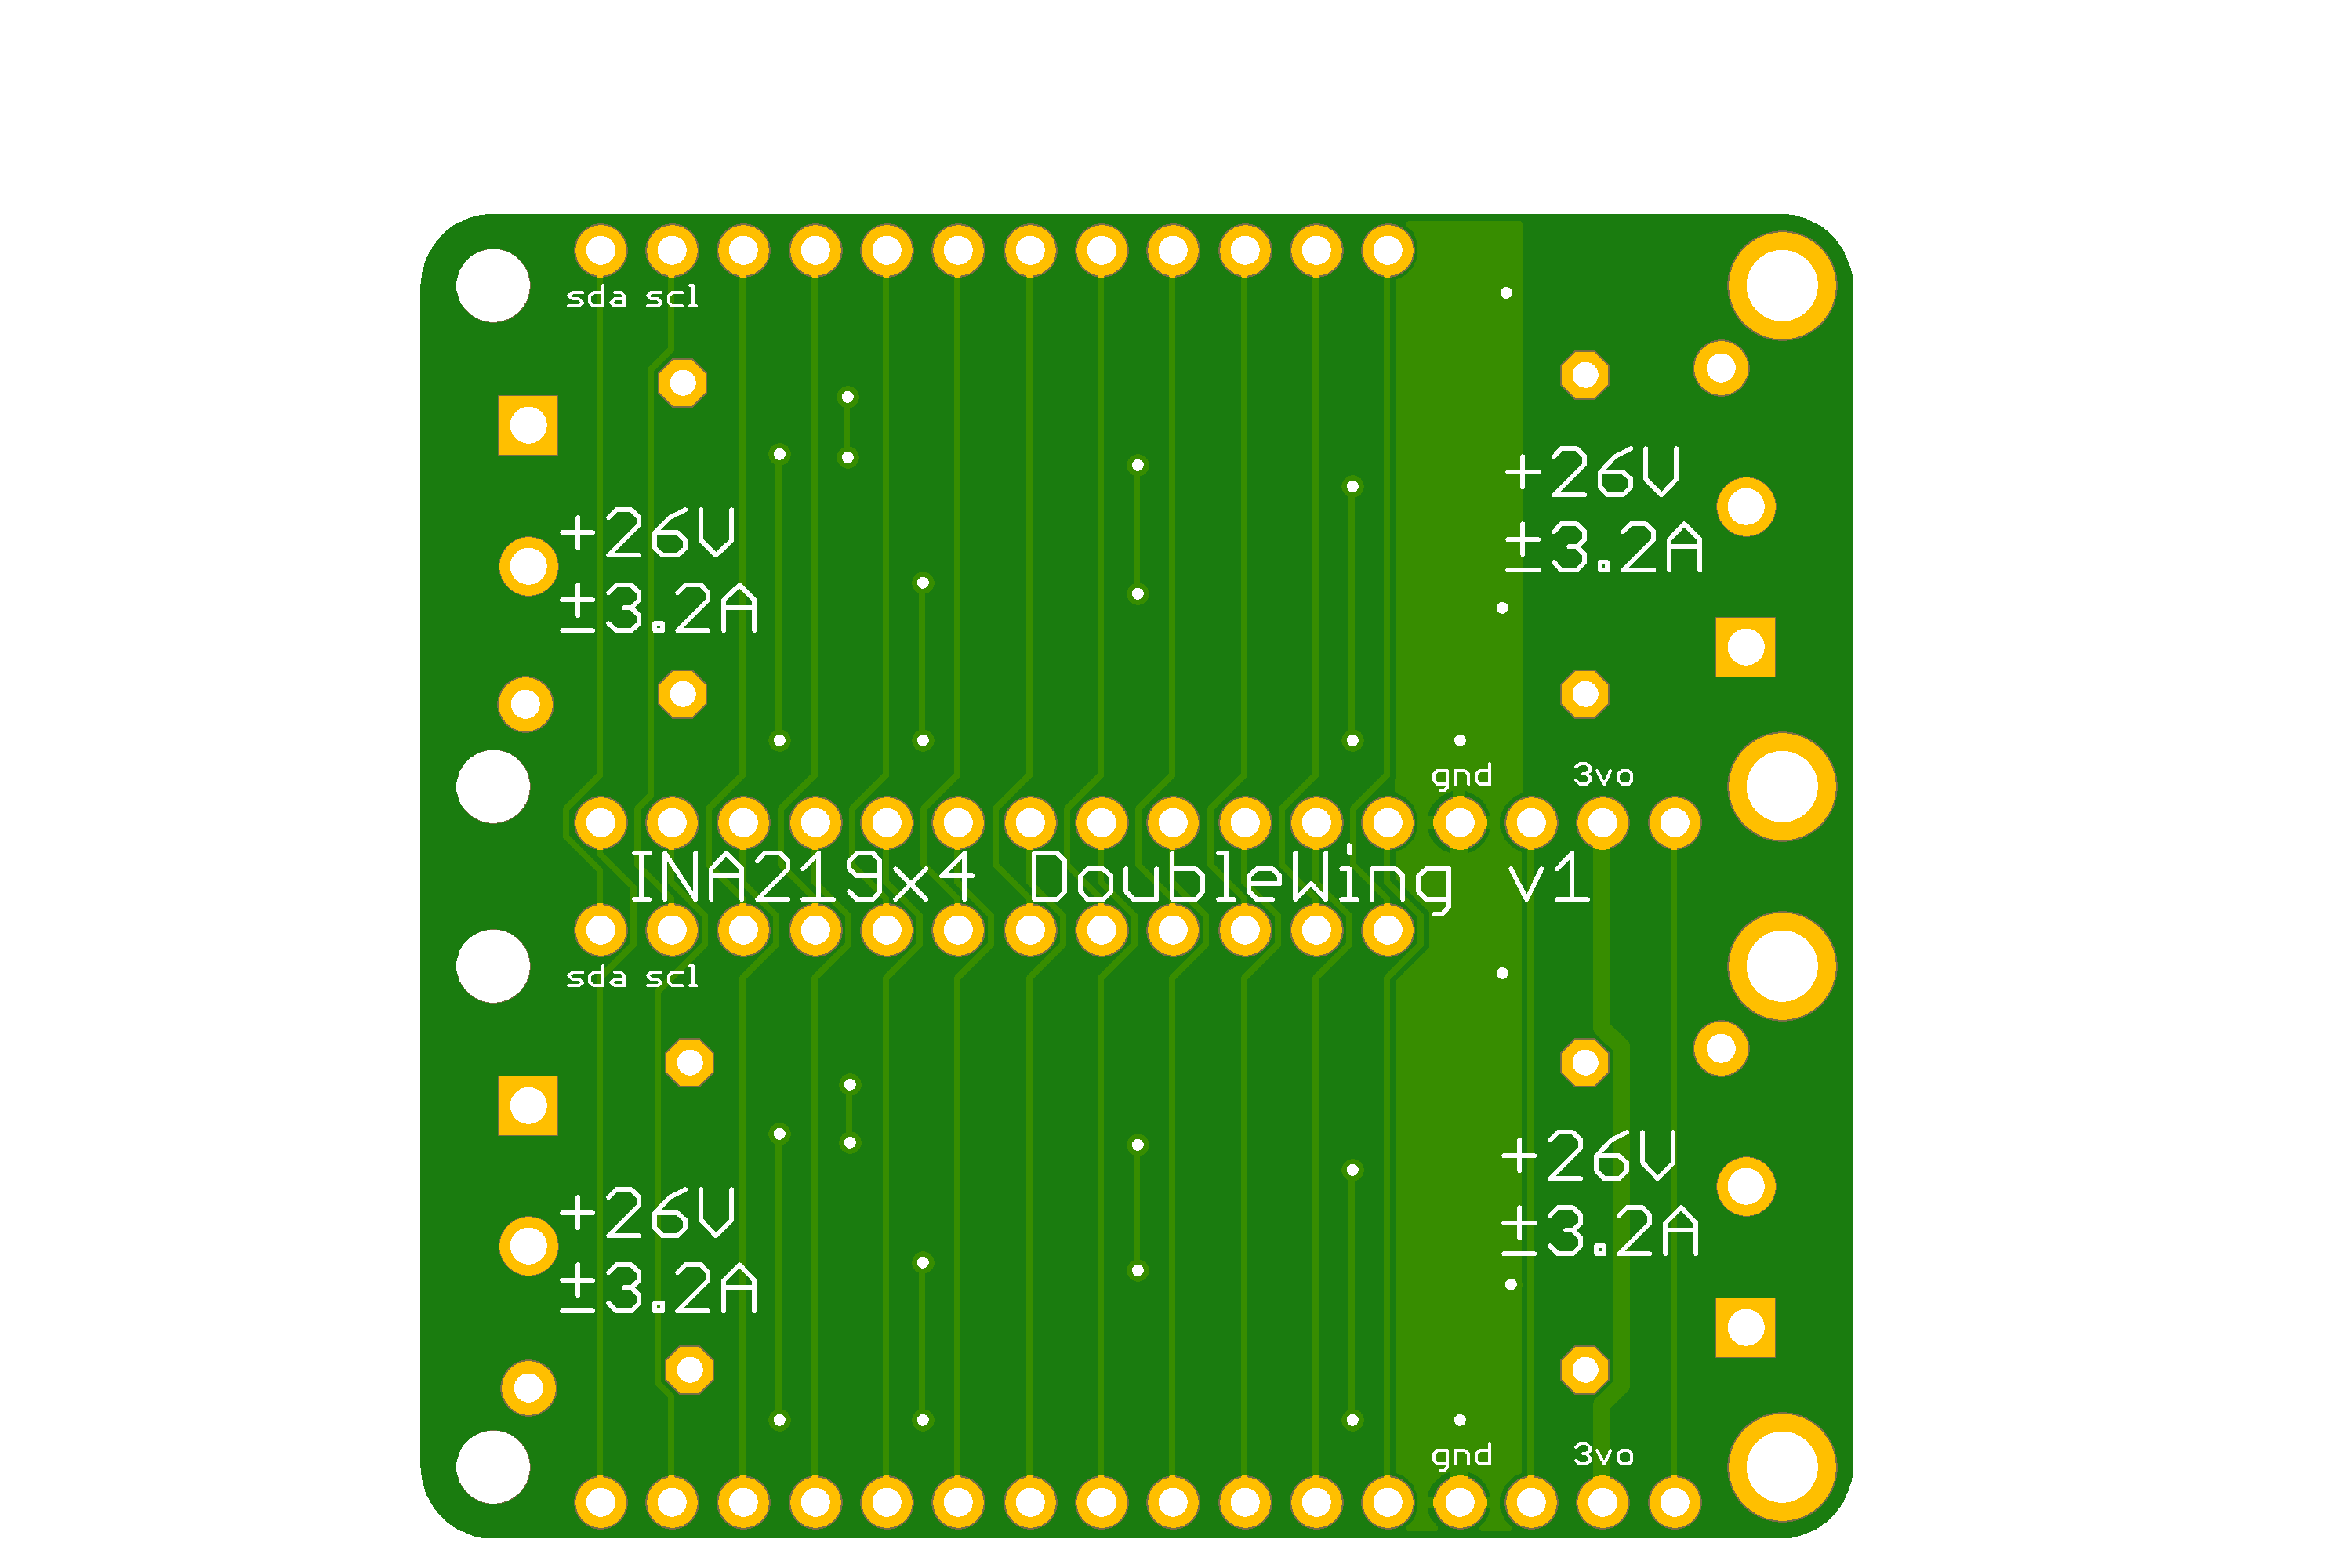 sda scl
+26V
±3.2A
+26V
±3.2A
gnd 3vo
INA219x4 DoubleWing v1
sda scl
+26V
±3.2A
+26V
±3.2A
gnd 3vo